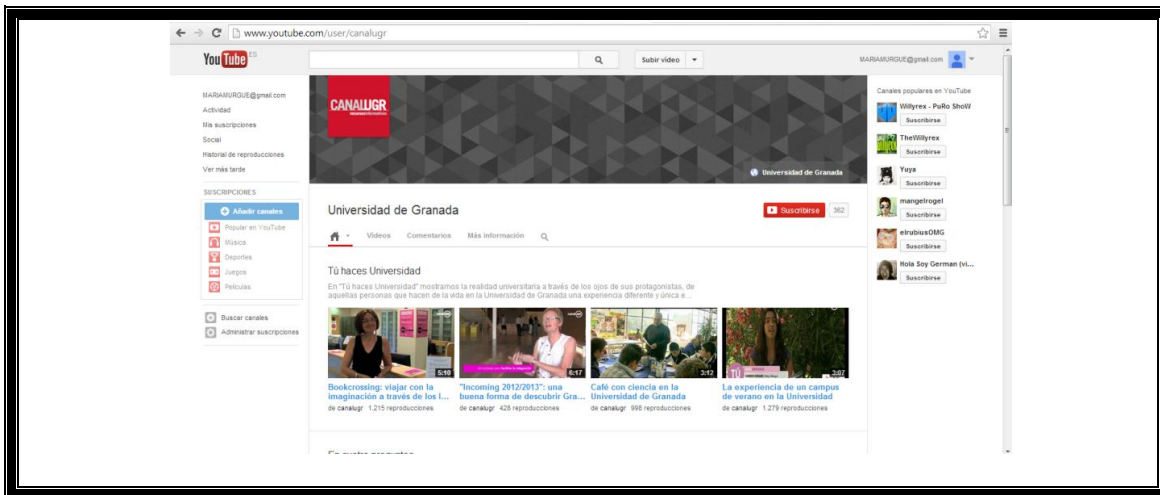 www.youtube.com/user/canalugr
YouTube ES
Subir vídeo
MARIAMURGUE@gmail.com
MARIAMURGUE@gmail.com
Actividad
Mis suscripciones
Social
Historial de reproducciones
Ver más tarde
SUSCRIPCIONES
Añadir canales
Popular en YouTube
Música
Deportes
Juegos
Películas
Buscar canales
Administrar suscripciones
CANALUGR
recursosinformativos
Universidad de Granada
Universidad de Granada
Suscribirse 362
Vídeos Comentarios Más información
Tú haces Universidad
En "Tú haces Universidad" mostramos la realidad universitaria a través de los ojos de sus protagonistas, de
aquellas personas que hacen de la vida en la Universidad de Granada una experiencia diferente y única e...
5:10
6:17
3:12
TÚ
3:07
Bookcrossing: viajar con la
imaginación a través de los l...
de canalugr 1.215 reproducciones
"Incoming 2012/2013": una
buena forma de descubrir Gra...
de canalugr 428 reproducciones
Café con ciencia en la
Universidad de Granada
de canalugr 998 reproducciones
La experiencia de un campus
de verano en la Universidad
de canalugr 1.279 reproducciones
Canales populares en YouTube
Willyrex - PuRo ShoW
Suscribirse
TheWillyrex
Suscribirse
Yuya
Suscribirse
mangelrogel
Suscribirse
elrubiusOMG
Suscribirse
Hola Soy German (vi...
Suscribirse